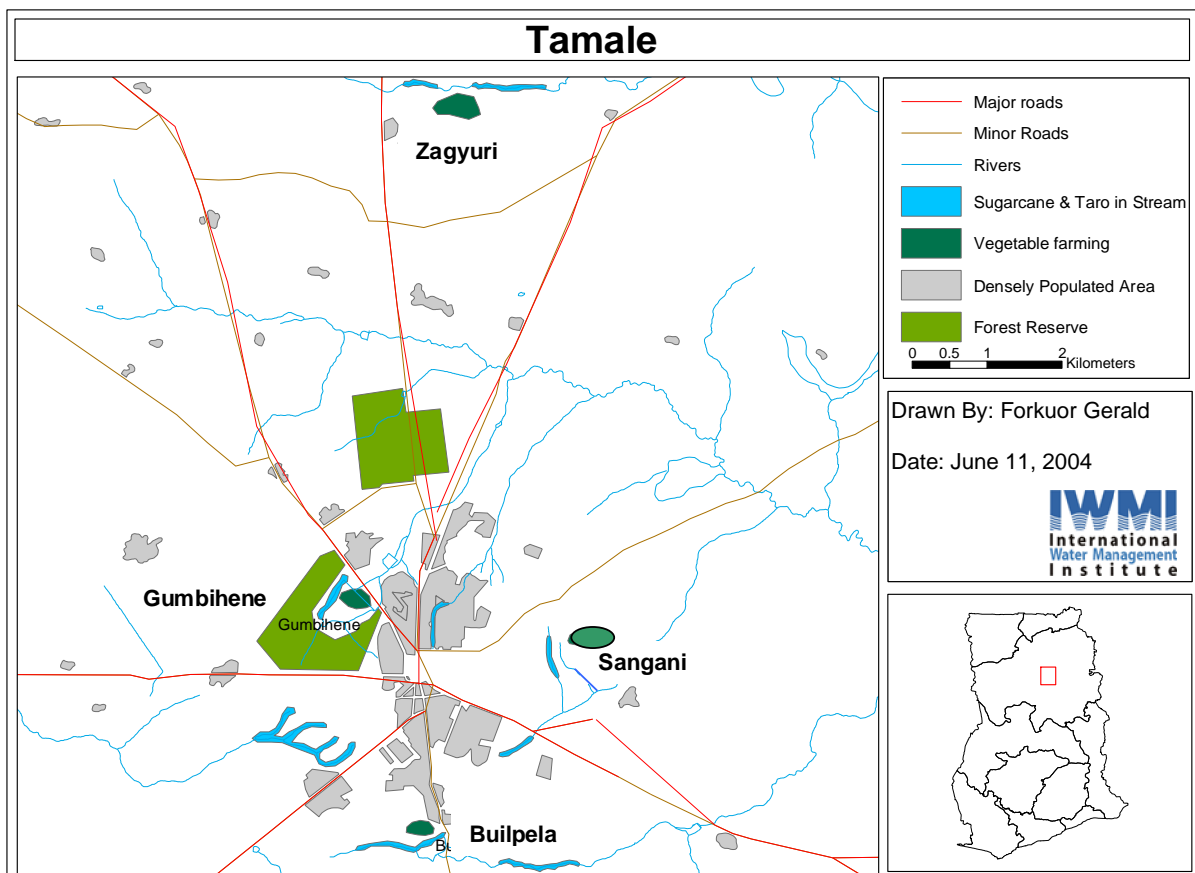 Tamale
Zagyuri
Gumbihene
Gumbihene
Sangani
Builpela
Bu
Major roads
Minor Roads
Rivers
Sugarcane & Taro in Stream
Vegetable farming
Densely Populated Area
Forest Reserve
0 0.5 1 2
Kilometers
Drawn By: Forkuor Gerald
Date: June 11, 2004
IWMI
International
Water Management
Institute